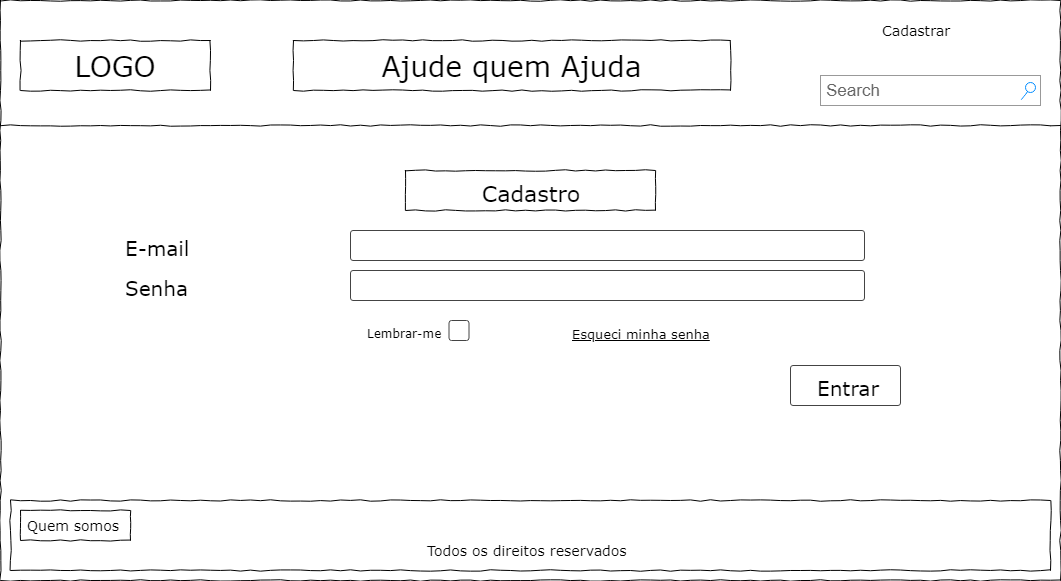 Cadastrar
LOGO
Ajude quem Ajuda
Search
Cadastro
E-mail
Senha
Lembrar-me
Esqueci minha senha
Entrar
Quem somos
Todos os direitos reservados